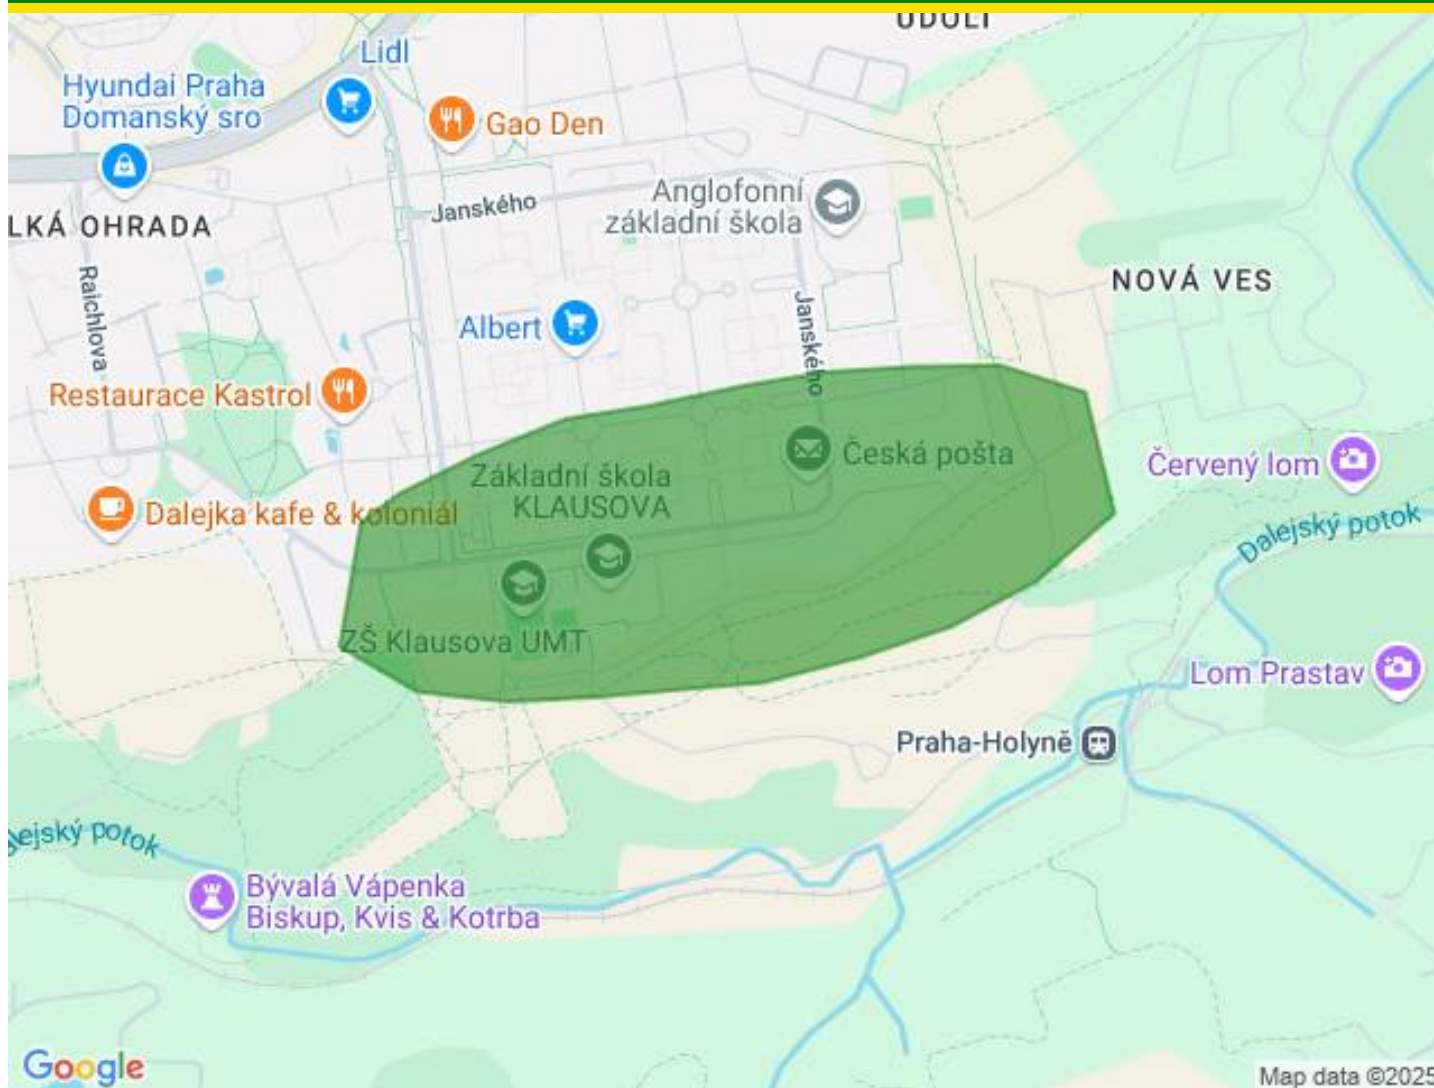 ÚDOLÍ
Lidl
Hyundai Praha
Domanský sro
Gao Den
Janského
Anglofonní
základní škola
LKÁ OHRADA
Raichlova
NOVÁ VES
Albert
Janského
Restaurace Kastrol
Základní škola
KLAUSOVA
Česká pošta
Červený lom
Dalejka kafe & koloniál
Dalejský potok
ZŠ Klausova UMT
Lom Prastav
Praha-Holyně
lejský potok
Bývalá Vápenka
Biskup, Kvis & Kotrba
Google
Map data ©2025